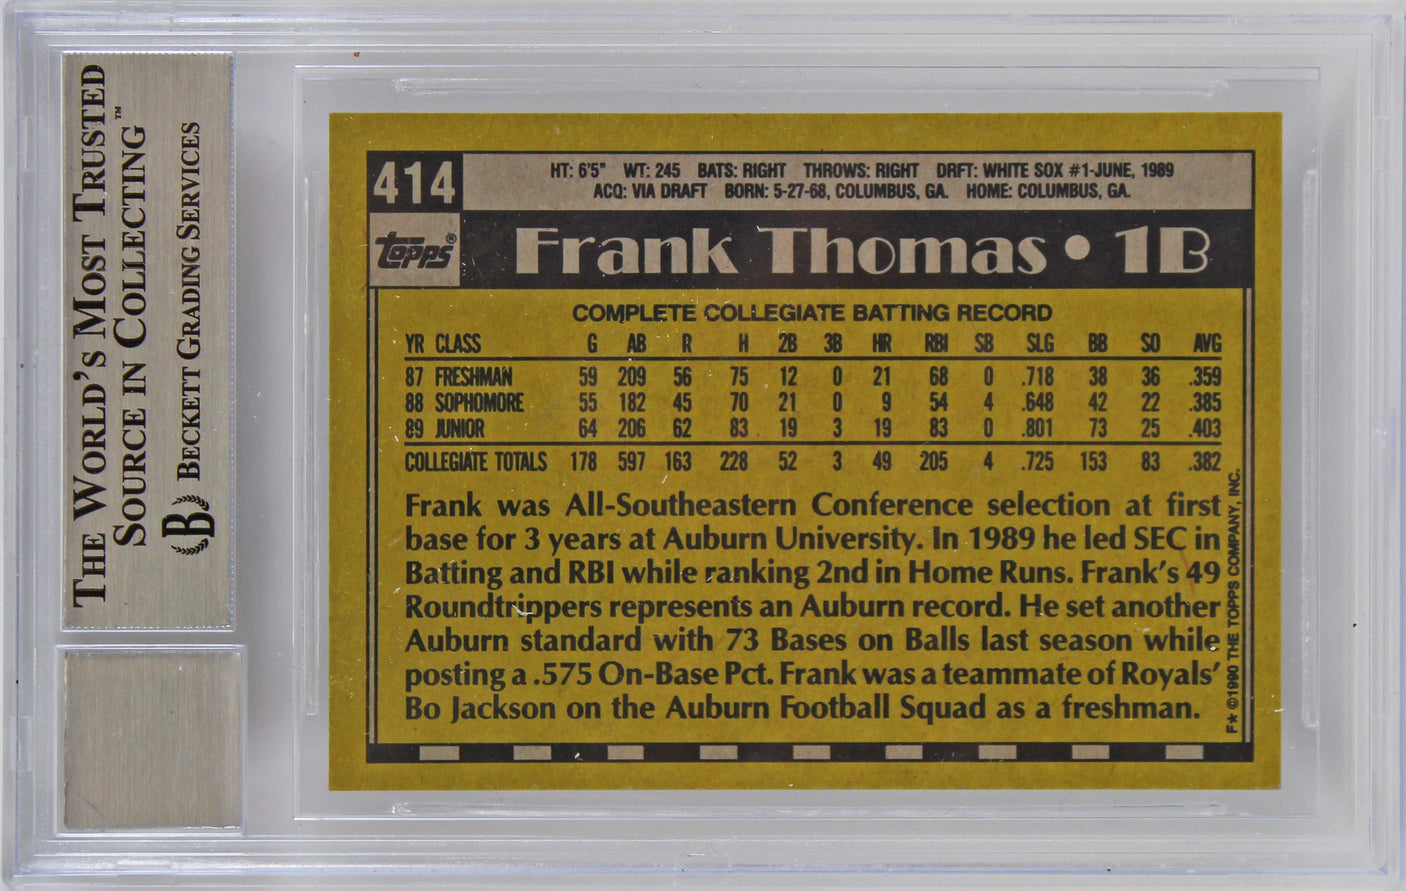 THE WORLD'S MOST TRUSTED
SOURCE IN COLLECTING™
B BECKETT GRADING SERVICES
414
HT: 6'5" WT: 245 BATS: RIGHT THROWS: RIGHT DRFT: WHITE SOX #1-JUNE, 1989
ACQ: VIA DRAFT BORN: 5-27-68, COLUMBUS, GA. HOME: COLUMBUS, GA.
topps®
Frank Thomas • 1B
COMPLETE COLLEGIATE BATTING RECORD
YR CLASS G AB R H 2B 3B HR RBI SB SLG BB SO AVG
87 FRESHMAN 59 209 56 75 12 0 21 68 0 .718 38 36 .359
88 SOPHOMORE 55 182 45 70 21 0 9 54 4 .648 42 22 .385
89 JUNIOR 64 206 62 83 19 3 19 83 0 .801 73 25 .403
COLLEGIATE TOTALS 178 597 163 228 52 3 49 205 4 .725 153 83 .382
Frank was All-Southeastern Conference selection at first
base for 3 years at Auburn University. In 1989 he led SEC in
Batting and RBI while ranking 2nd in Home Runs. Frank's 49
Roundtrippers represents an Auburn record. He set another
Auburn standard with 73 Bases on Balls last season while
posting a .575 On-Base Pct. Frank was a teammate of Royals'
Bo Jackson on the Auburn Football Squad as a freshman.
F★ ©1990 THE TOPPS COMPANY, INC.